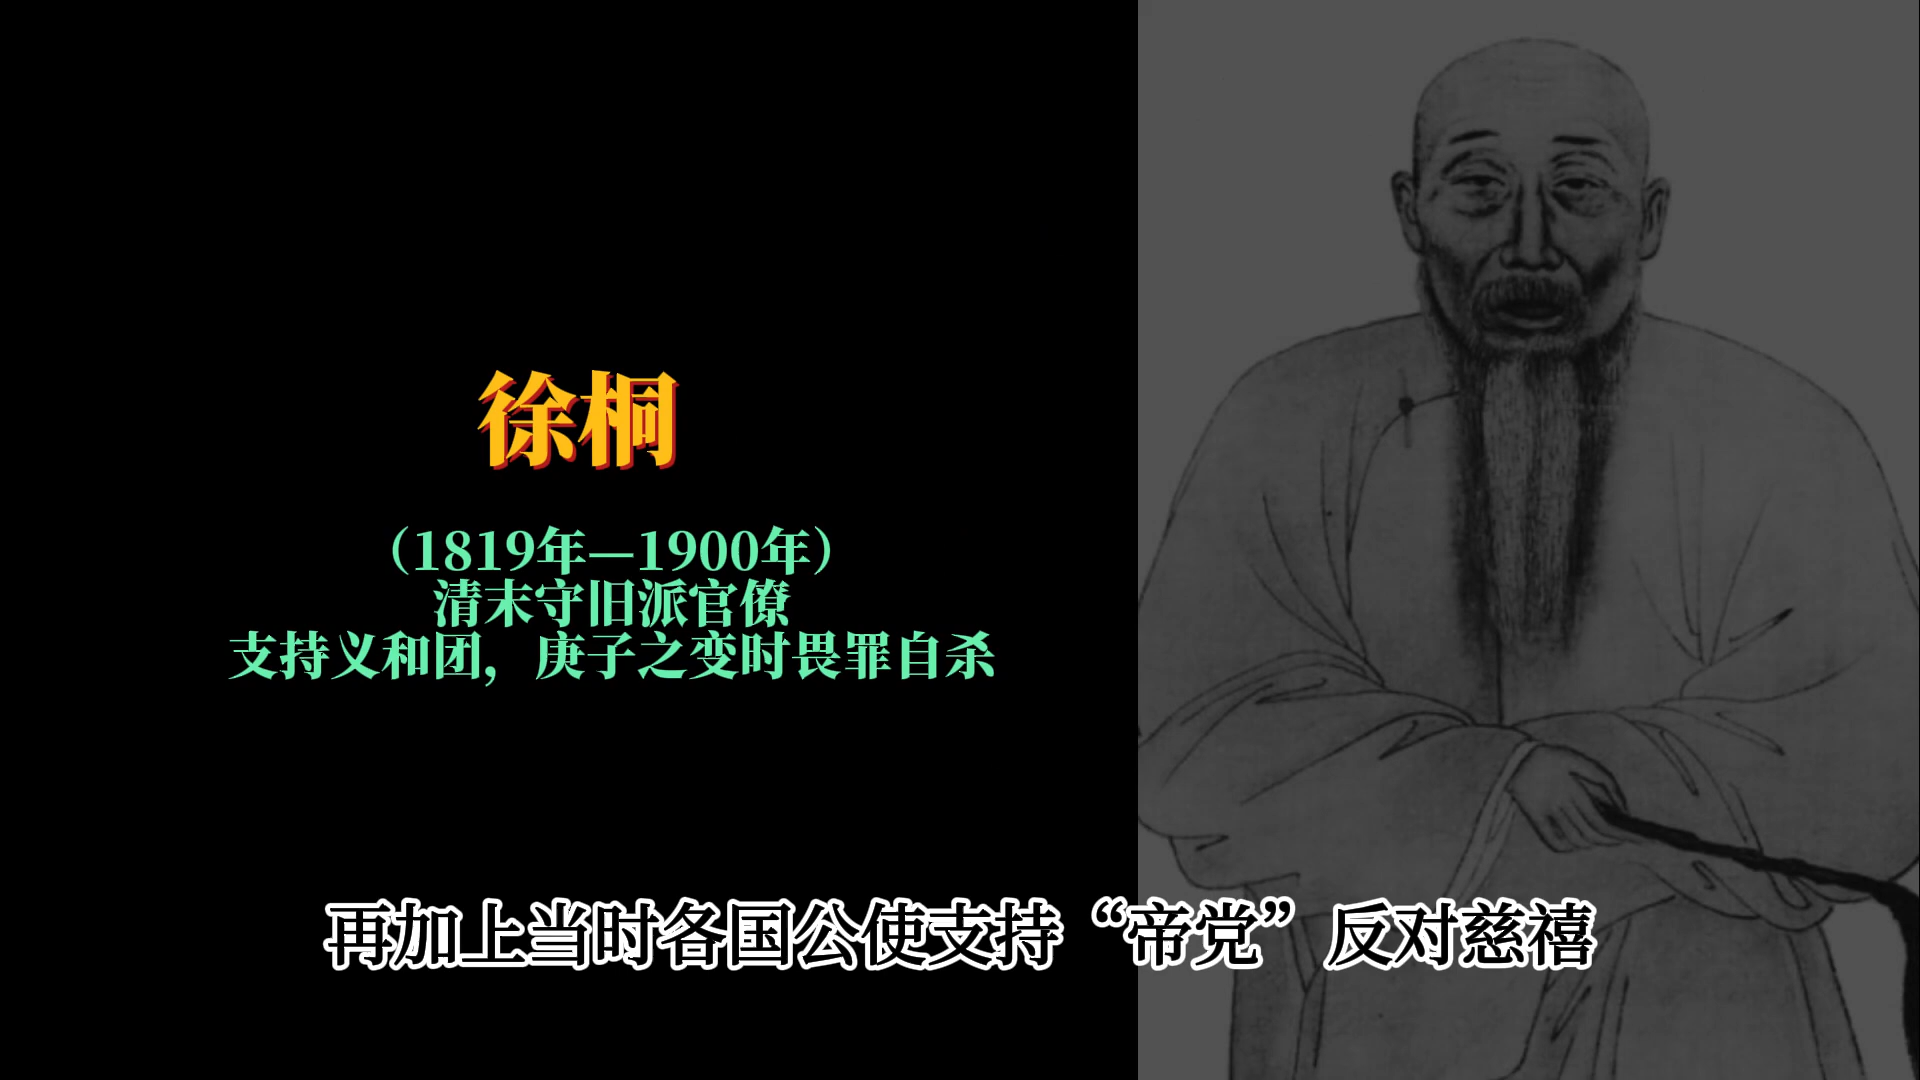 徐桐
（1819年—1900年）
清末守旧派官僚
支持义和团，庚子之变时畏罪自杀
再加上当时各国公使支持“帝党”反对慈禧